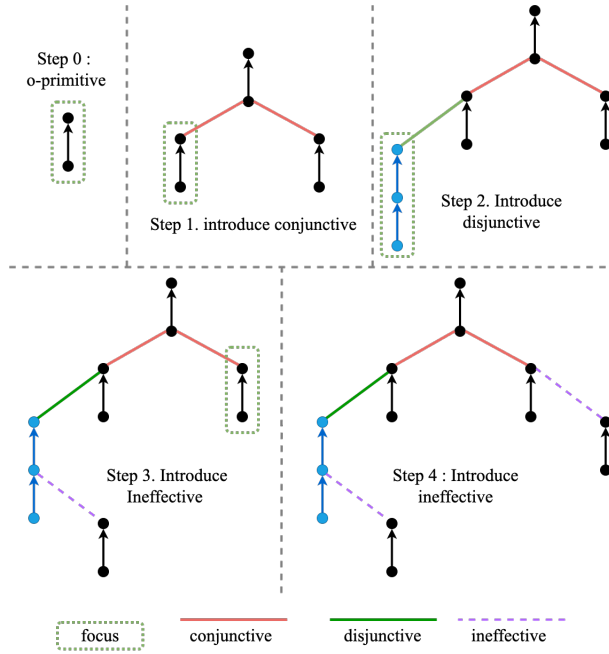 Step 0 :
o-primitive
Step 1. introduce conjunctive
Step 2. Introduce
disjunctive
Step 3. Introduce
Ineffective
Step 4 : Introduce
ineffective
focus
conjunctive
disjunctive
ineffective